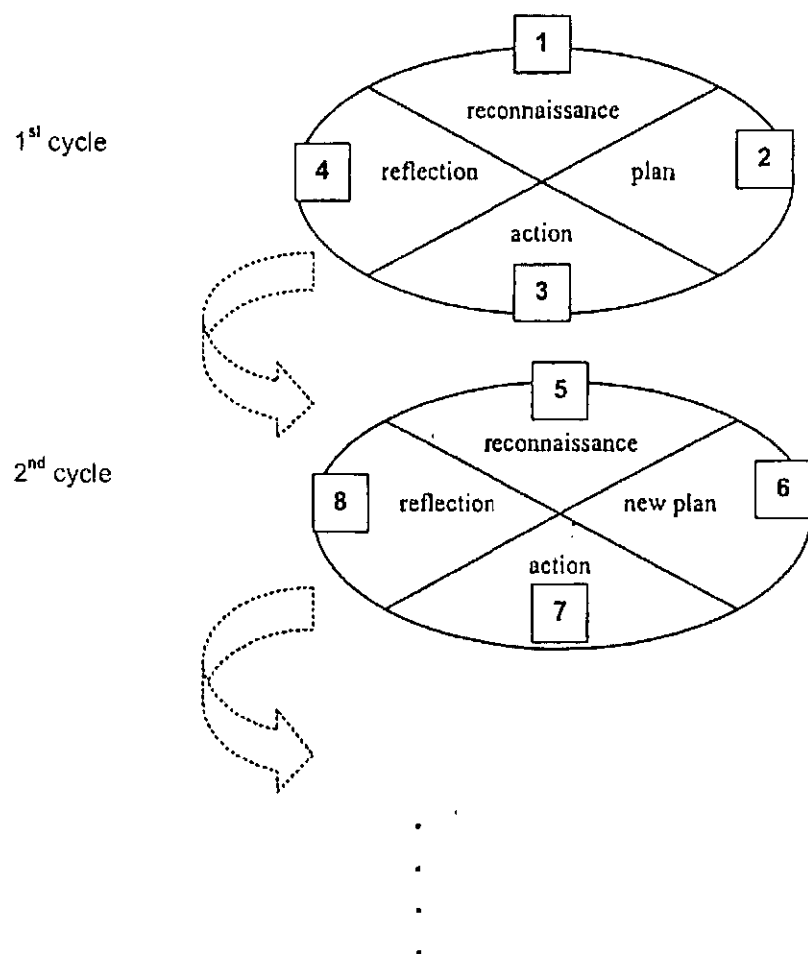 1
reconnaissance
1st cycle
4 reflection plan 2
action
3
5
reconnaissance
2nd cycle
8 reflection new plan 6
action
7